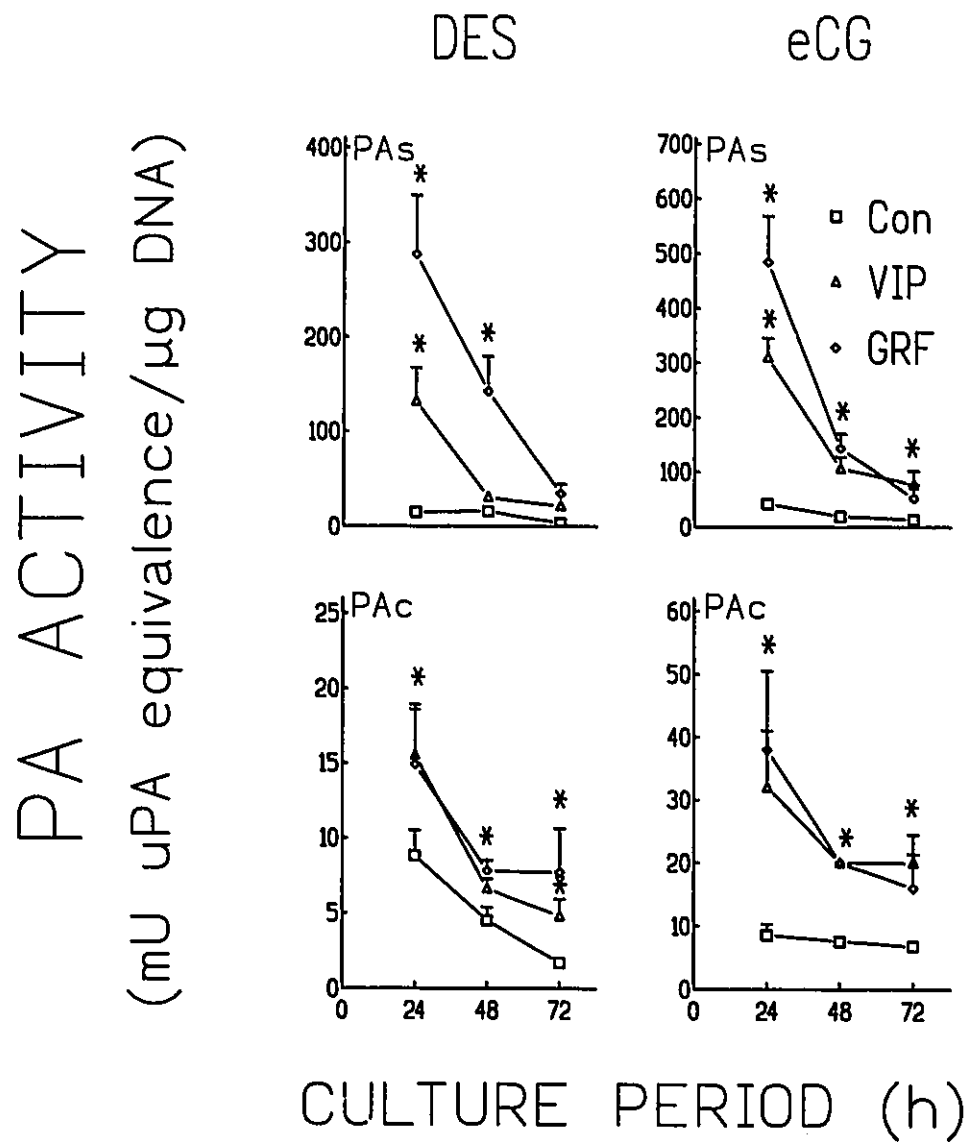 DES
eCG
PA ACTIVITY
(mU uPA equivalence/µg DNA)
PAs
400
300
200
100
0
*
*
*
PAs
700
600
500
400
300
200
100
0
*
*
*
*
Con
VIP
GRF
PAc
25
20
15
10
5
0
*
*
*
*
0 24 48 72
PAc
60
50
40
30
20
10
0
*
*
*
0 24 48 72
CULTURE PERIOD (h)